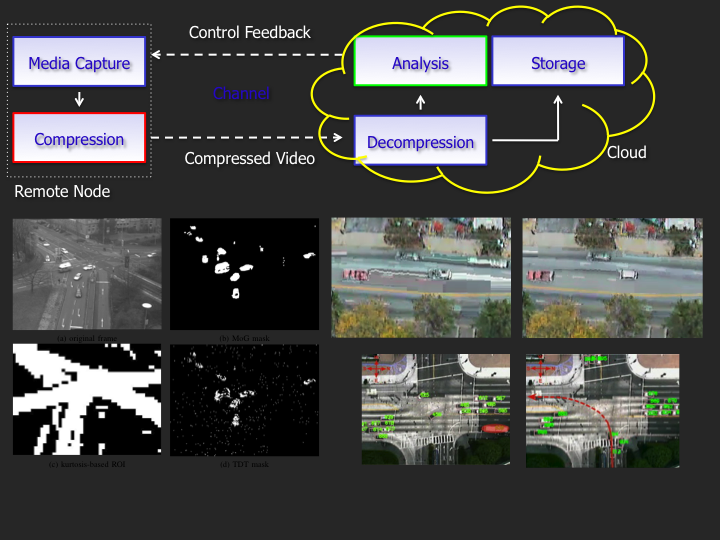 Control Feedback
Media Capture
Analysis
Storage
Channel
Compression
Decompression
Compressed Video
Cloud
Remote Node
(a) original frame
(b) MoG mask
(c) kurtosis-based ROI
(d) TDT mask